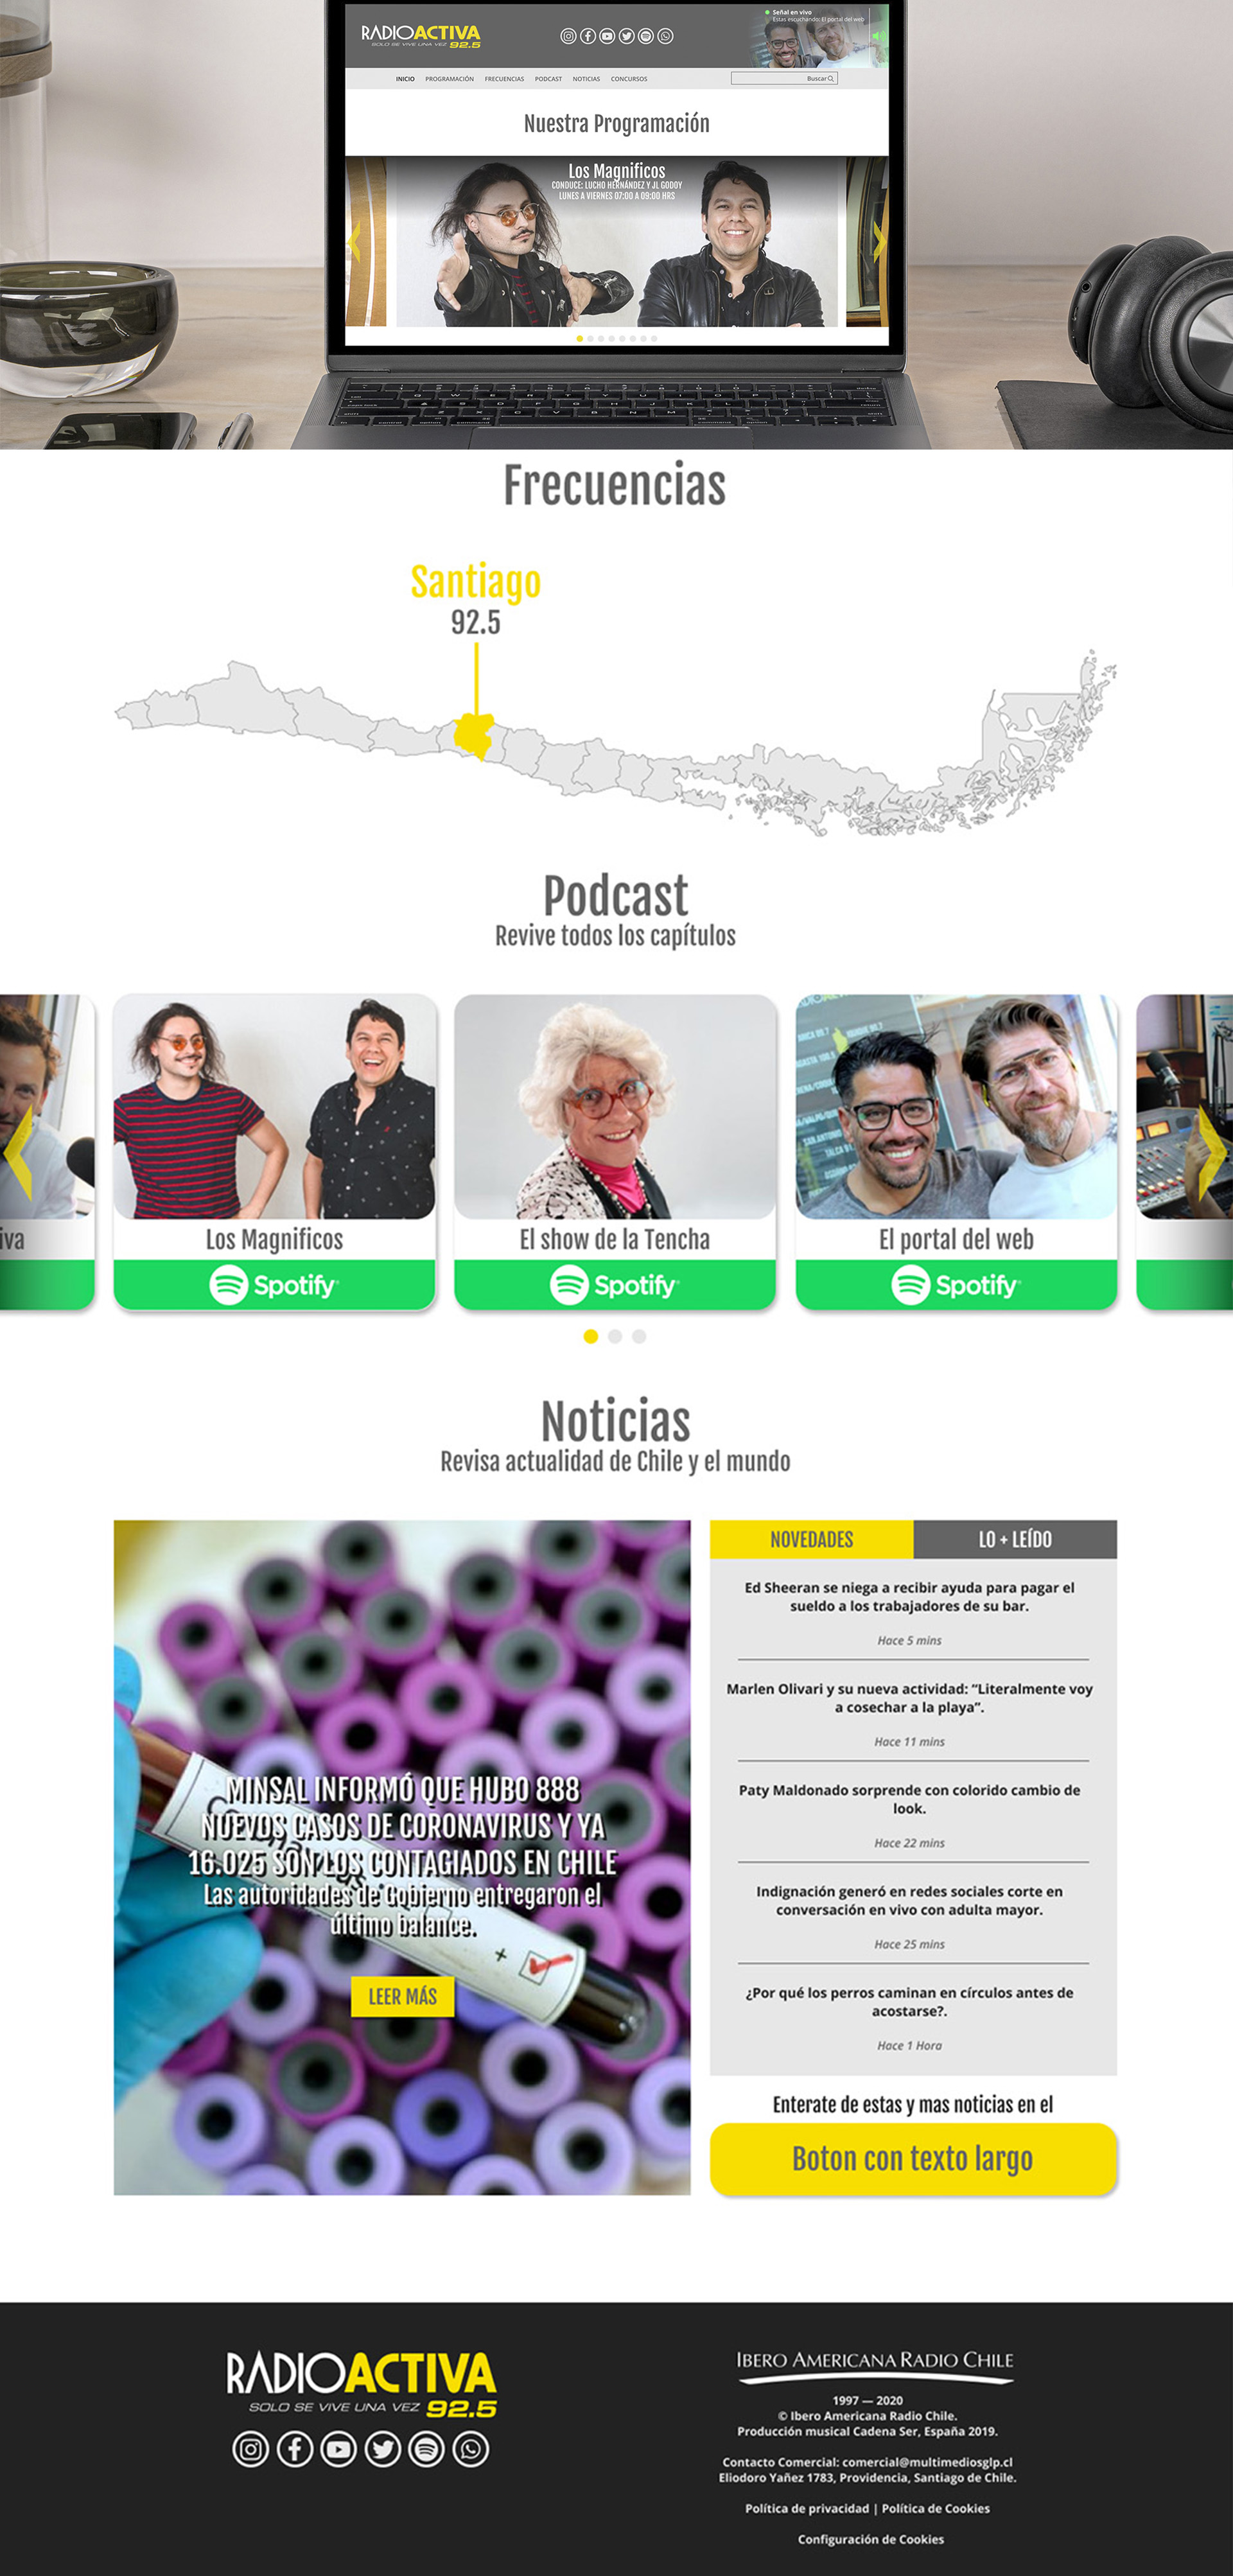 RADIOACTIVA
SOLO SE VIVE UNA VEZ 92.5
Señal en vivo
Estas escuchando: El portal del web
INICIO PROGRAMACIÓN FRECUENCIAS PODCAST NOTICIAS CONCURSOS
Buscar
Nuestra Programación
Los Magnificos
CONDUCE: LUCHO HERNÁNDEZ Y JL GODOY
LUNES A VIERNES 07:00 A 09:00 HRS
Frecuencias
Santiago
92.5
Podcast
Revive todos los capítulos
iva
Los Magnificos
El show de la Tencha
El portal del web
Spotify
Spotify
Spotify
Noticias
Revisa actualidad de Chile y el mundo
MINSAL INFORMÓ QUE HUBO 888
NUEVOS CASOS DE CORONAVIRUS Y YA
16.025 SON LOS CONTAGIADOS EN CHILE
Las autoridades de Gobierno entregaron el
último balance.
LEER MÁS
NOVEDADES
LO + LEÍDO
Ed Sheeran se niega a recibir ayuda para pagar el
sueldo a los trabajadores de su bar.
Hace 5 mins
Marlen Olivari y su nueva actividad: “Literalmente voy
a cosechar a la playa”.
Hace 11 mins
Paty Maldonado sorprende con colorido cambio de
look.
Hace 22 mins
Indignación generó en redes sociales corte en
conversación en vivo con adulta mayor.
Hace 25 mins
¿Por qué los perros caminan en círculos antes de
acostarse?.
Hace 1 Hora
Enterate de estas y mas noticias en el
Boton con texto largo
RADIOACTIVA
SOLO SE VIVE UNA VEZ 92.5
IBERO AMERICANA RADIO CHILE
1997 — 2020
© Ibero Americana Radio Chile.
Producción musical Cadena Ser, España 2019.
Contacto Comercial: comercial@multimediosglp.cl
Eliodoro Yañez 1783, Providencia, Santiago de Chile.
Política de privacidad | Política de Cookies
Configuración de Cookies